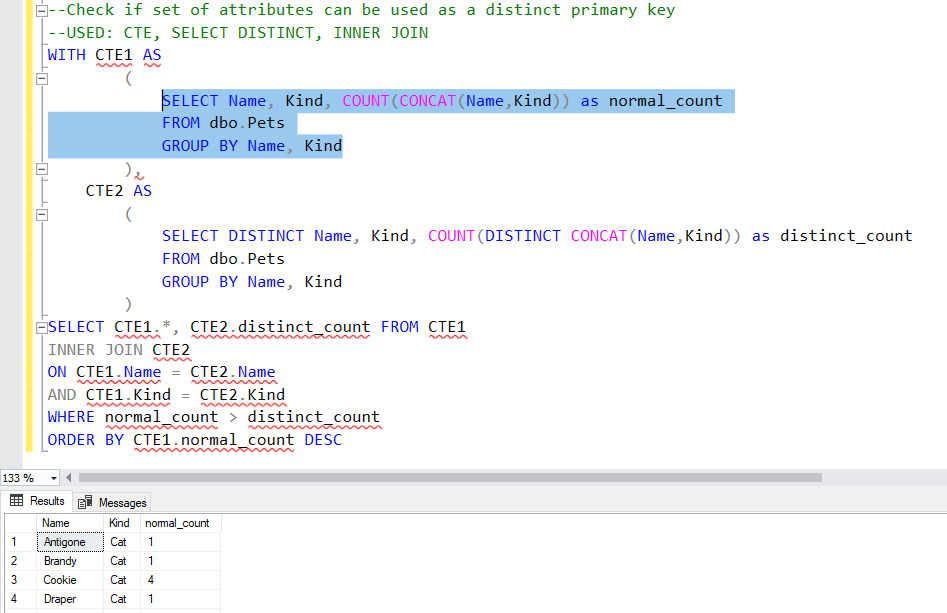 --Check if set of attributes can be used as a distinct primary key
--USED: CTE, SELECT DISTINCT, INNER JOIN
WITH CTE1 AS
(
SELECT Name, Kind, COUNT(CONCAT(Name,Kind)) as normal_count
FROM dbo.Pets
GROUP BY Name, Kind
),
CTE2 AS
(
SELECT DISTINCT Name, Kind, COUNT(DISTINCT CONCAT(Name,Kind)) as distinct_count
FROM dbo.Pets
GROUP BY Name, Kind
)
SELECT CTE1.*, CTE2.distinct_count FROM CTE1
INNER JOIN CTE2
ON CTE1.Name = CTE2.Name
AND CTE1.Kind = CTE2.Kind
WHERE normal_count > distinct_count
ORDER BY CTE1.normal_count DESC
133 %
Results Messages
Name Kind normal_count
1 Antigone Cat 1
2 Brandy Cat 1
3 Cookie Cat 4
4 Draper Cat 1